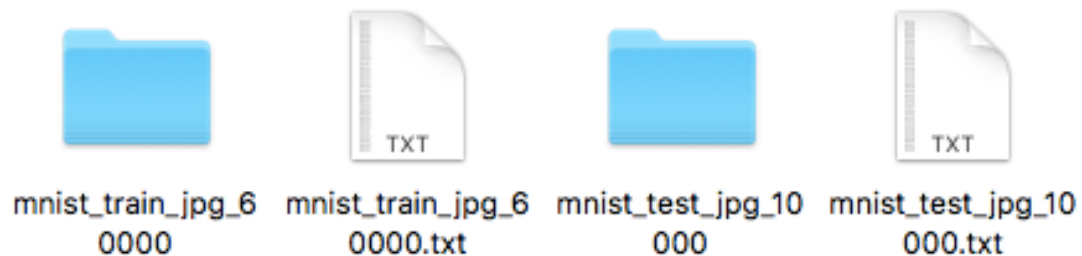 TXT TXT
mnist_train_jpg_6 mnist_train_jpg_6 mnist_test_jpg_10 mnist_test_jpg_10
0000 0000.txt 000 000.txt